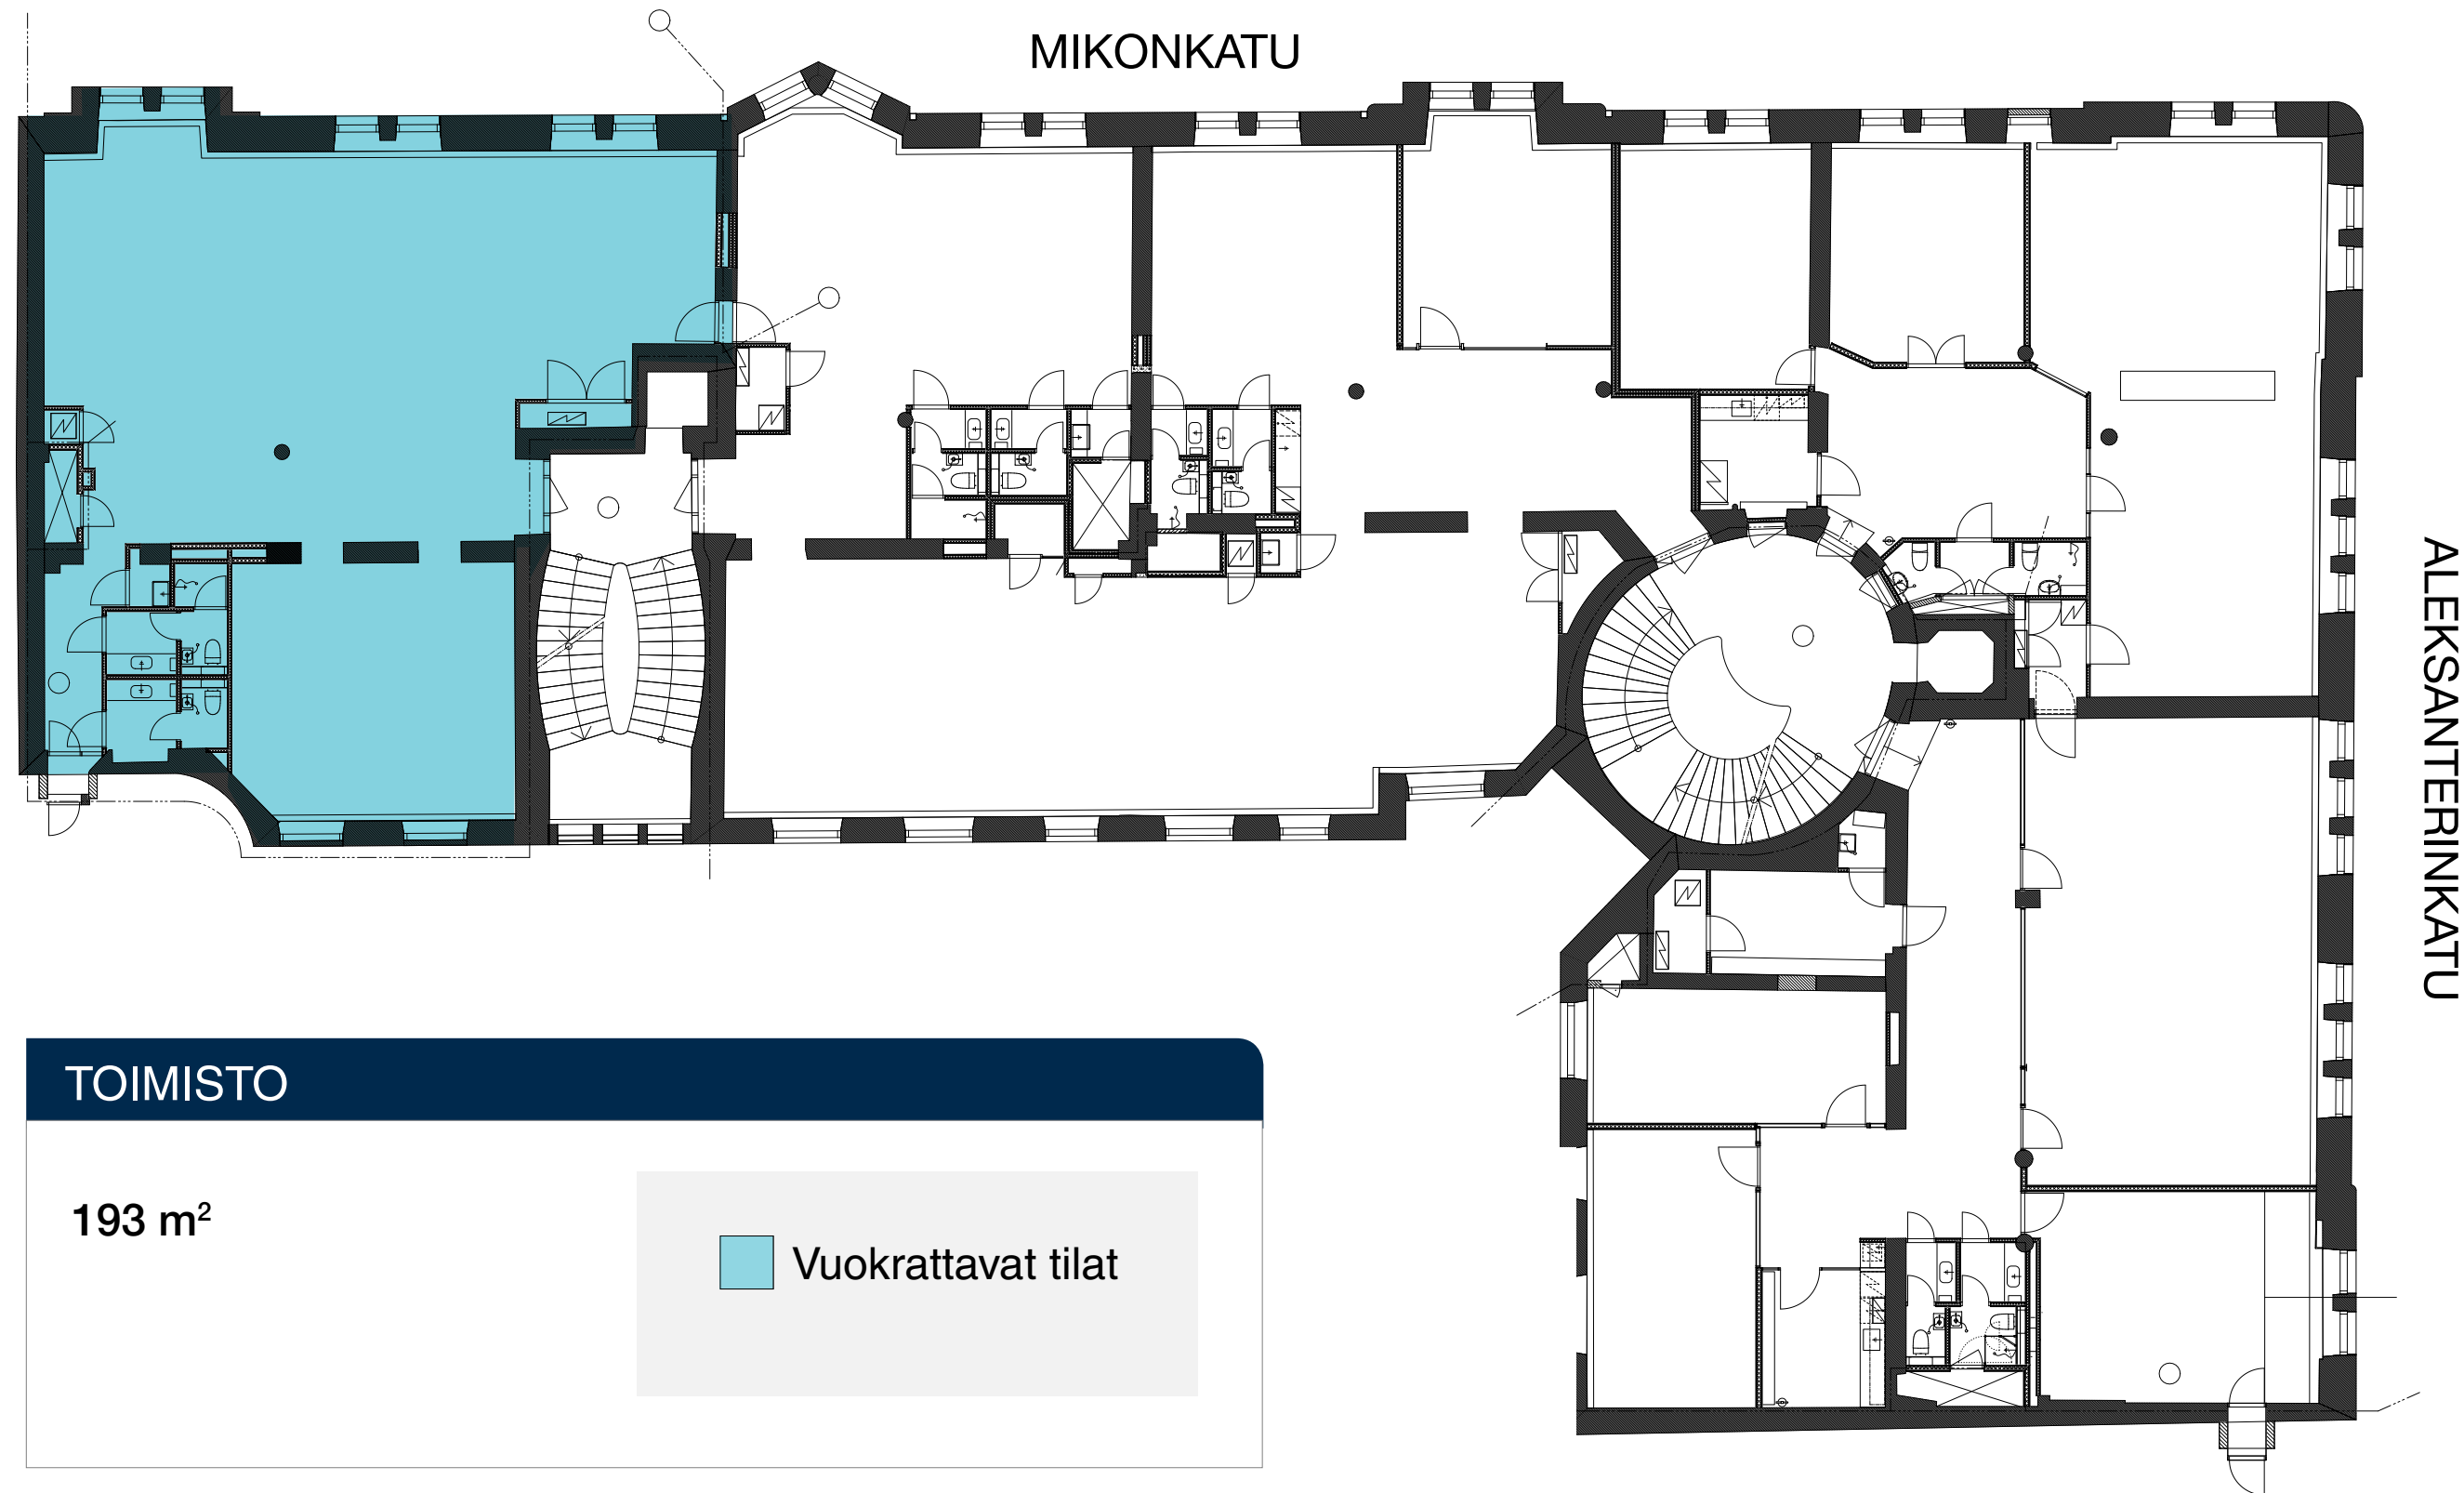 MIKONKATU
ALEKSANTERINKATU
TOIMISTO
193 m²
Vuokrattavat tilat